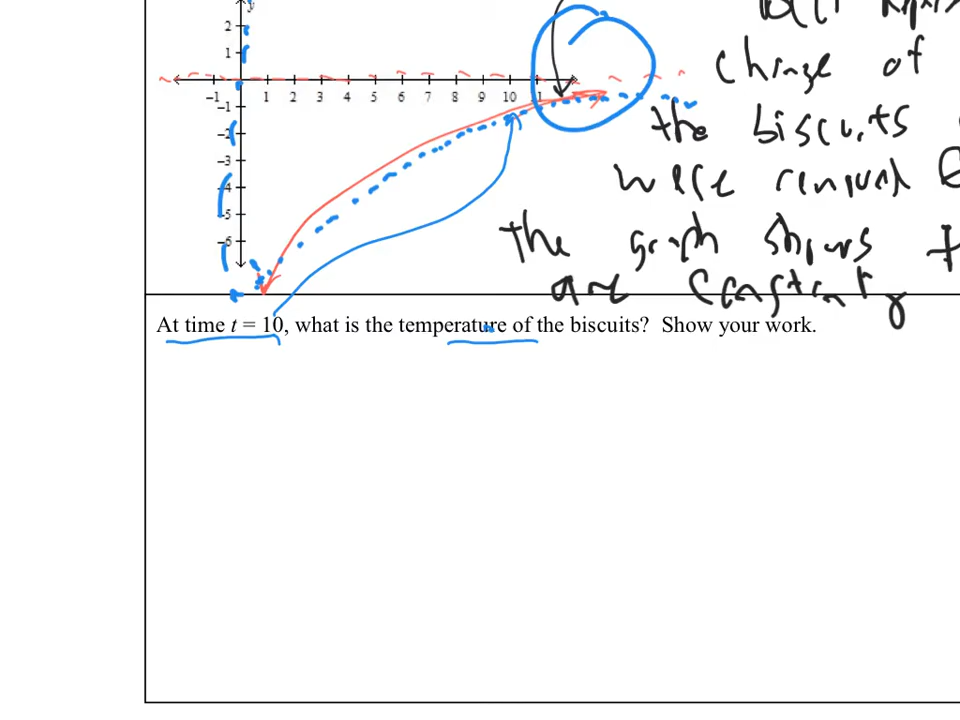 y
2
1
-1 1 2 3 4 5 6 7 8 9 10
-1
-2
-3
-4
-5
-6
change of
the biscuits
were
the graph shows
are
At time t = 10, what is the temperature of the biscuits? Show your work.